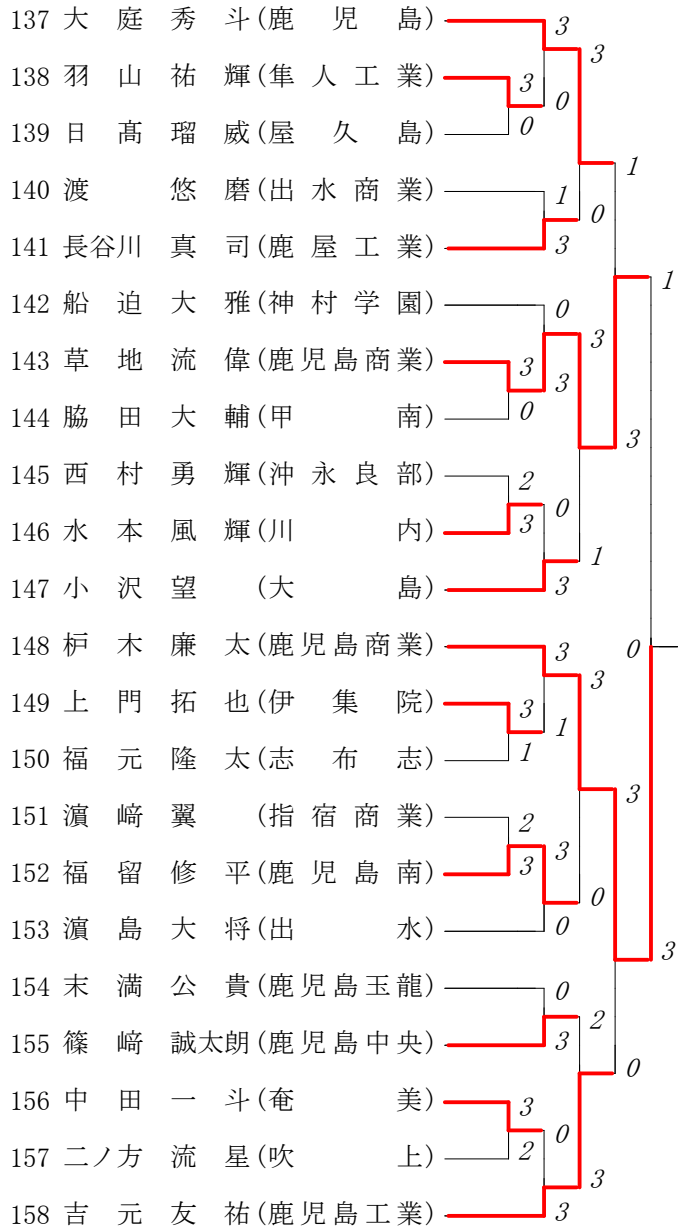 137 大庭秀斗(鹿児島) 3
3
138 羽山祐輝(隼人工業) 3
0
139 日髙瑠威(屋久島) 0
1
140 渡悠磨(出水商業) 1
0
141 長谷川真司(鹿屋工業) 3
1
142 船迫大雅(神村学園) 0
3
143 草地流偉(鹿児島商業) 3
3
144 脇田大輔(甲南) 0
3
145 西村勇輝(沖永良部) 2
0
146 水本風輝(川内) 3
1
147 小沢望(大島) 3
0
148 枦木廉太(鹿児島商業) 3
3
149 上門拓也(伊集院) 3
1
150 福元隆太(志布志) 1
3
151 濵﨑翼(指宿商業) 2
3
152 福留修平(鹿児島南) 3
0
153 濵島大将(出水) 0
3
154 末満公貴(鹿児島玉龍) 0
2
155 篠﨑誠太朗(鹿児島中央) 3
0
156 中田一斗(奄美) 3
0
157 二ノ方流星(吹上) 2
3
158 吉元友祐(鹿児島工業) 3